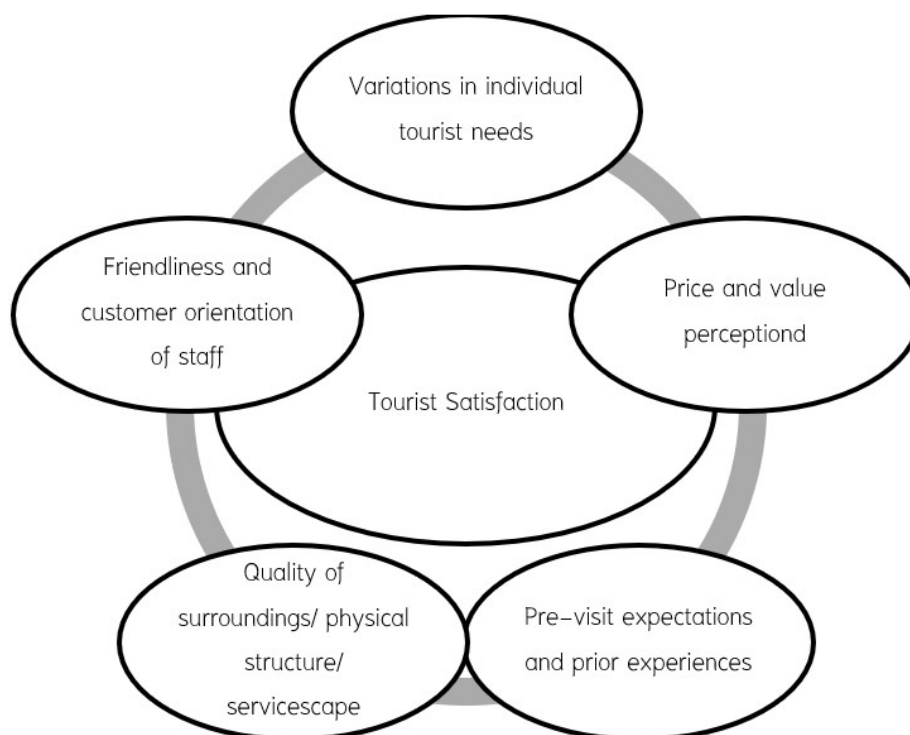 Variations in individual
tourist needs
Friendliness and
customer orientation
of staff
Price and value
perceptiond
Tourist Satisfaction
Quality of
surroundings/ physical
structure/
servicescape
Pre-visit expectations
and prior experiences